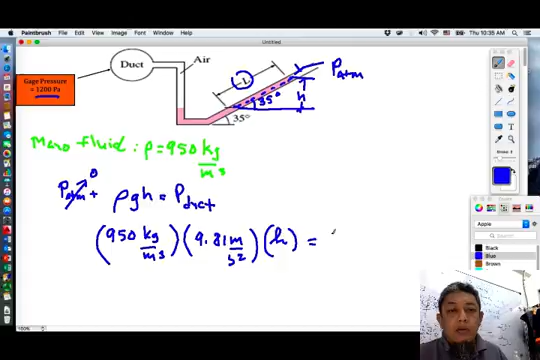 Paintbrush File Edit View Image Colors Window Help
Thu 10:35 AM
Untitled
Duct
Air
Patm
Gage Pressure
= 1200 Pa
L
35°
h
35°
Mano fluid : ρ = 950 kg/m³
Patm + ρgh = Pduct
0
(950 kg/m³) (9.81 m/s²) (h) =
Black
Blue
Brown